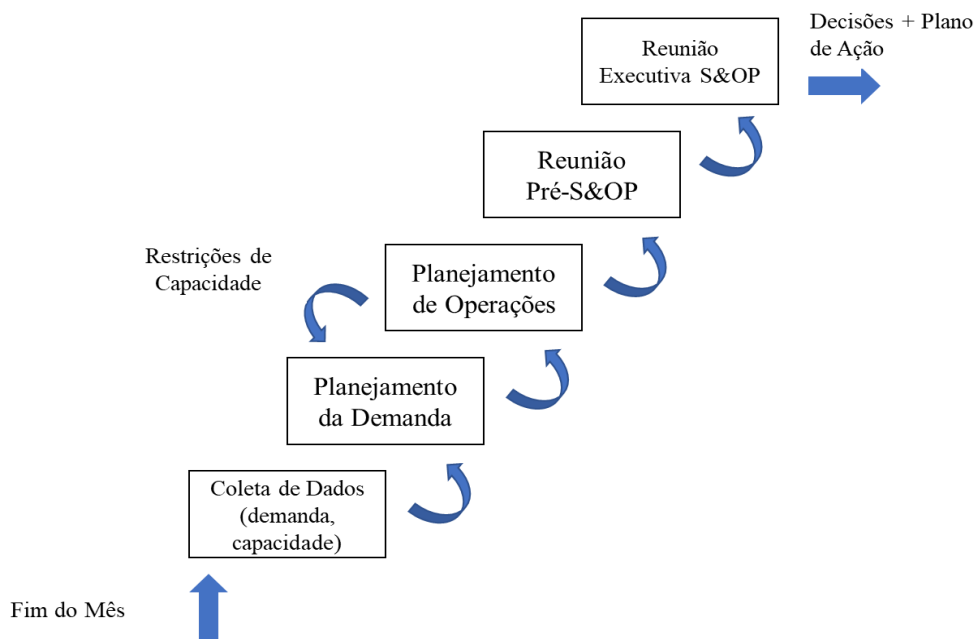 Decisões + Plano
de Ação
Reunião
Executiva S&OP
Reunião
Pré-S&OP
Restrições de
Capacidade
Planejamento
de Operações
Planejamento
da Demanda
Coleta de Dados
(demanda,
capacidade)
Fim do Mês